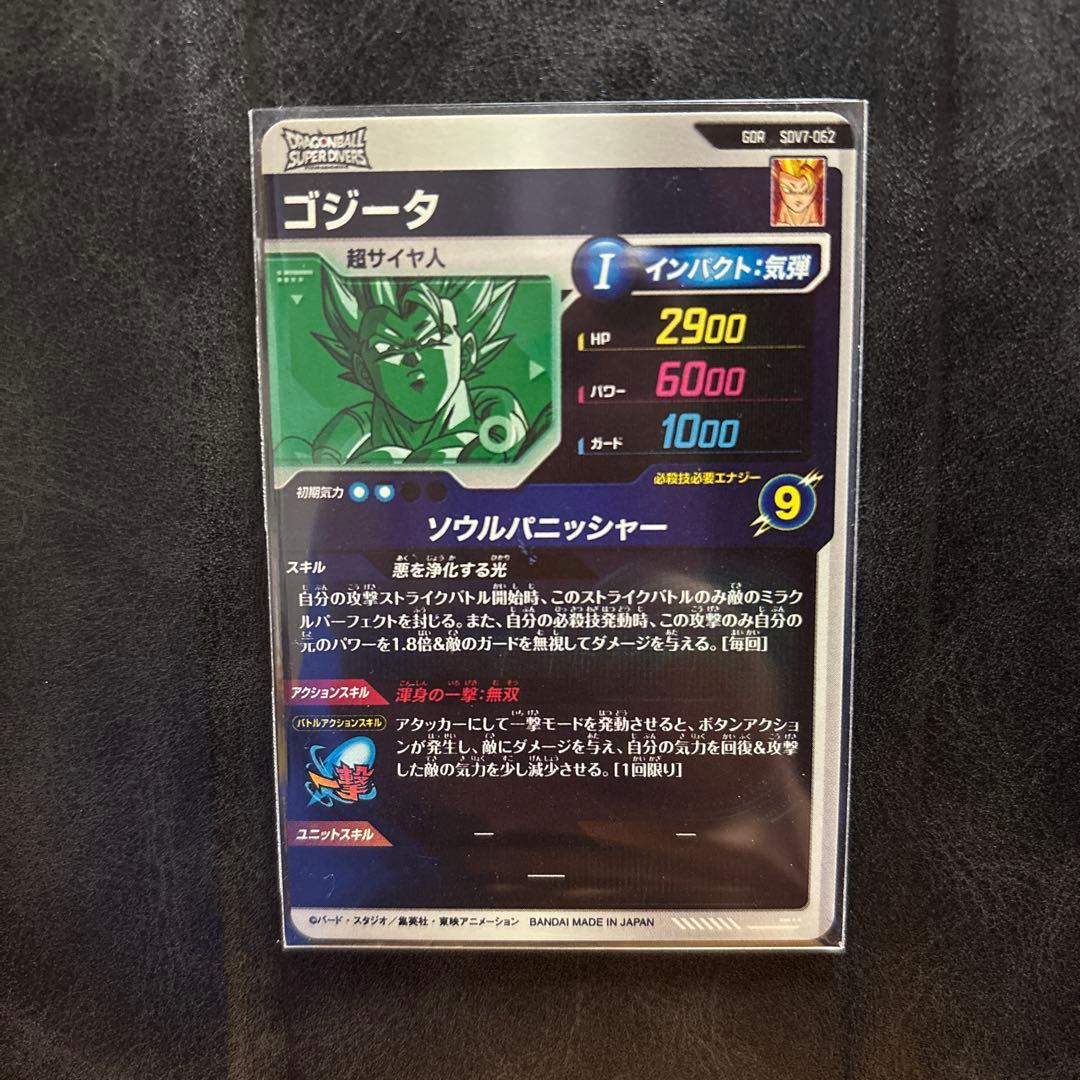 DRAGONBALL
SUPER DIVERS
GDR SDV7-062
ゴジータ
超サイヤ人
I インパクト:気弾
HP 2900
パワー 6000
ガード 1000
初期気力
必殺技必要エナジー
9
ソウルパニッシャー
スキル 悪を浄化する光
自分の攻撃ストライクバトル開始時、このストライクバトルのみ敵のミラク
ルパーフェクトを封じる。また、自分の必殺技発動時、この攻撃のみ自分の
元のパワーを1.8倍&敵のガードを無視してダメージを与える。[毎回]
アクションスキル 渾身の一撃:無双
バトルアクションスキル
アタッカーにして一撃モードを発動させると、ボタンアクショ
ンが発生し、敵にダメージを与え、自分の気力を回復&攻撃
した敵の気力を少し減少させる。[1回限り]
一撃
ユニットスキル — —
—
©バード・スタジオ/集英社・東映アニメーション BANDAI MADE IN JAPAN